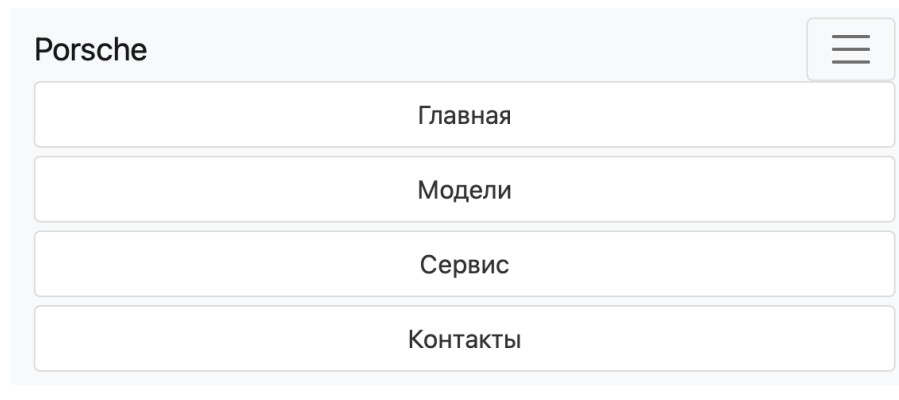 Porsche
Главная
Модели
Сервис
Контакты